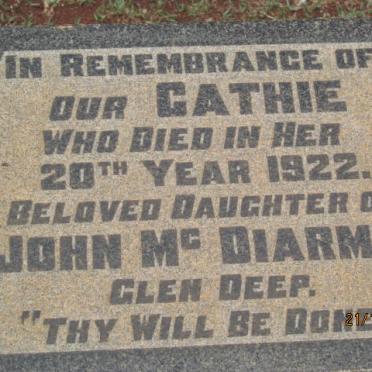 IN REMEMBRANCE OF
OUR CATHIE
WHO DIED IN HER
20TH YEAR 1922.
BELOVED DAUGHTER O
JOHN MC DIARM
GLEN DEEP.
"THY WILL BE DON
21/